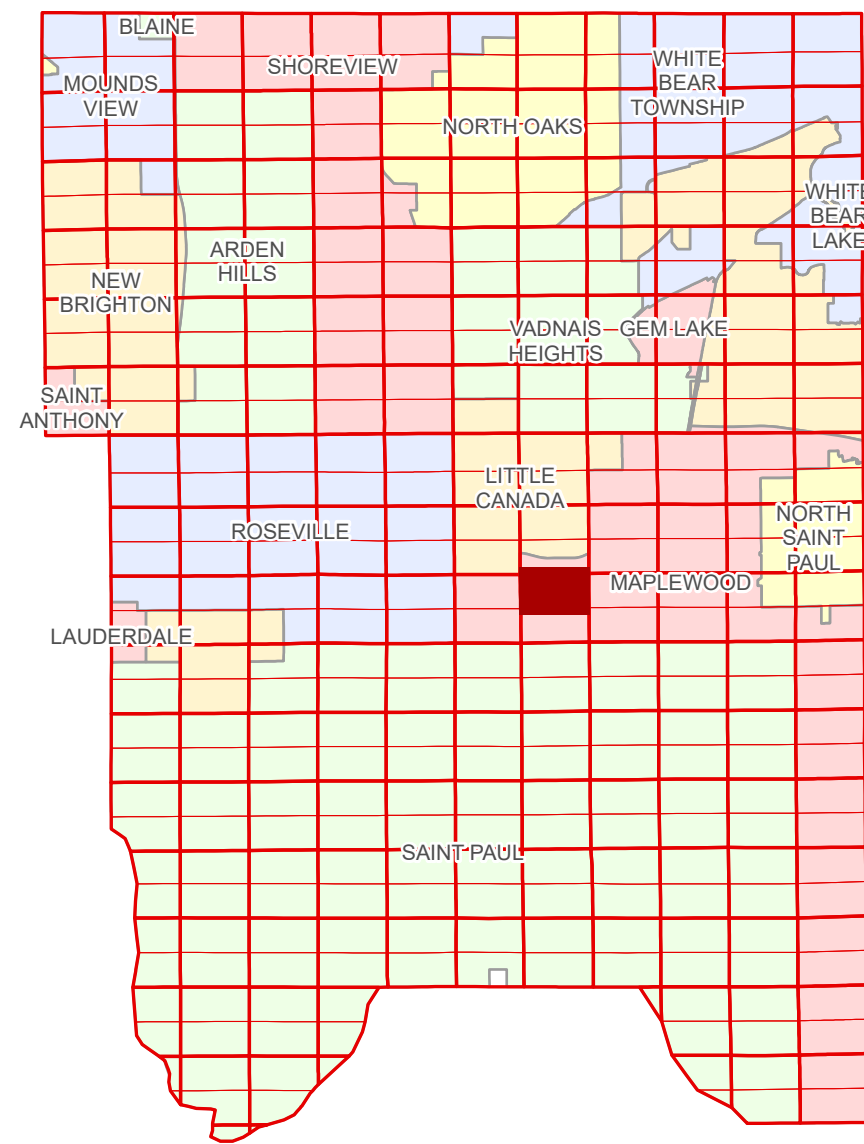 BLAINE
SHOREVIEW
MOUNDS
VIEW
WHITE
BEAR
TOWNSHIP
NORTH OAKS
WHITE
BEAR
LAKE
ARDEN
HILLS
NEW
BRIGHTON
VADNAIS
HEIGHTS
GEM LAKE
SAINT
ANTHONY
LITTLE
CANADA
ROSEVILLE
NORTH
SAINT
PAUL
MAPLEWOOD
LAUDERDALE
SAINT PAUL